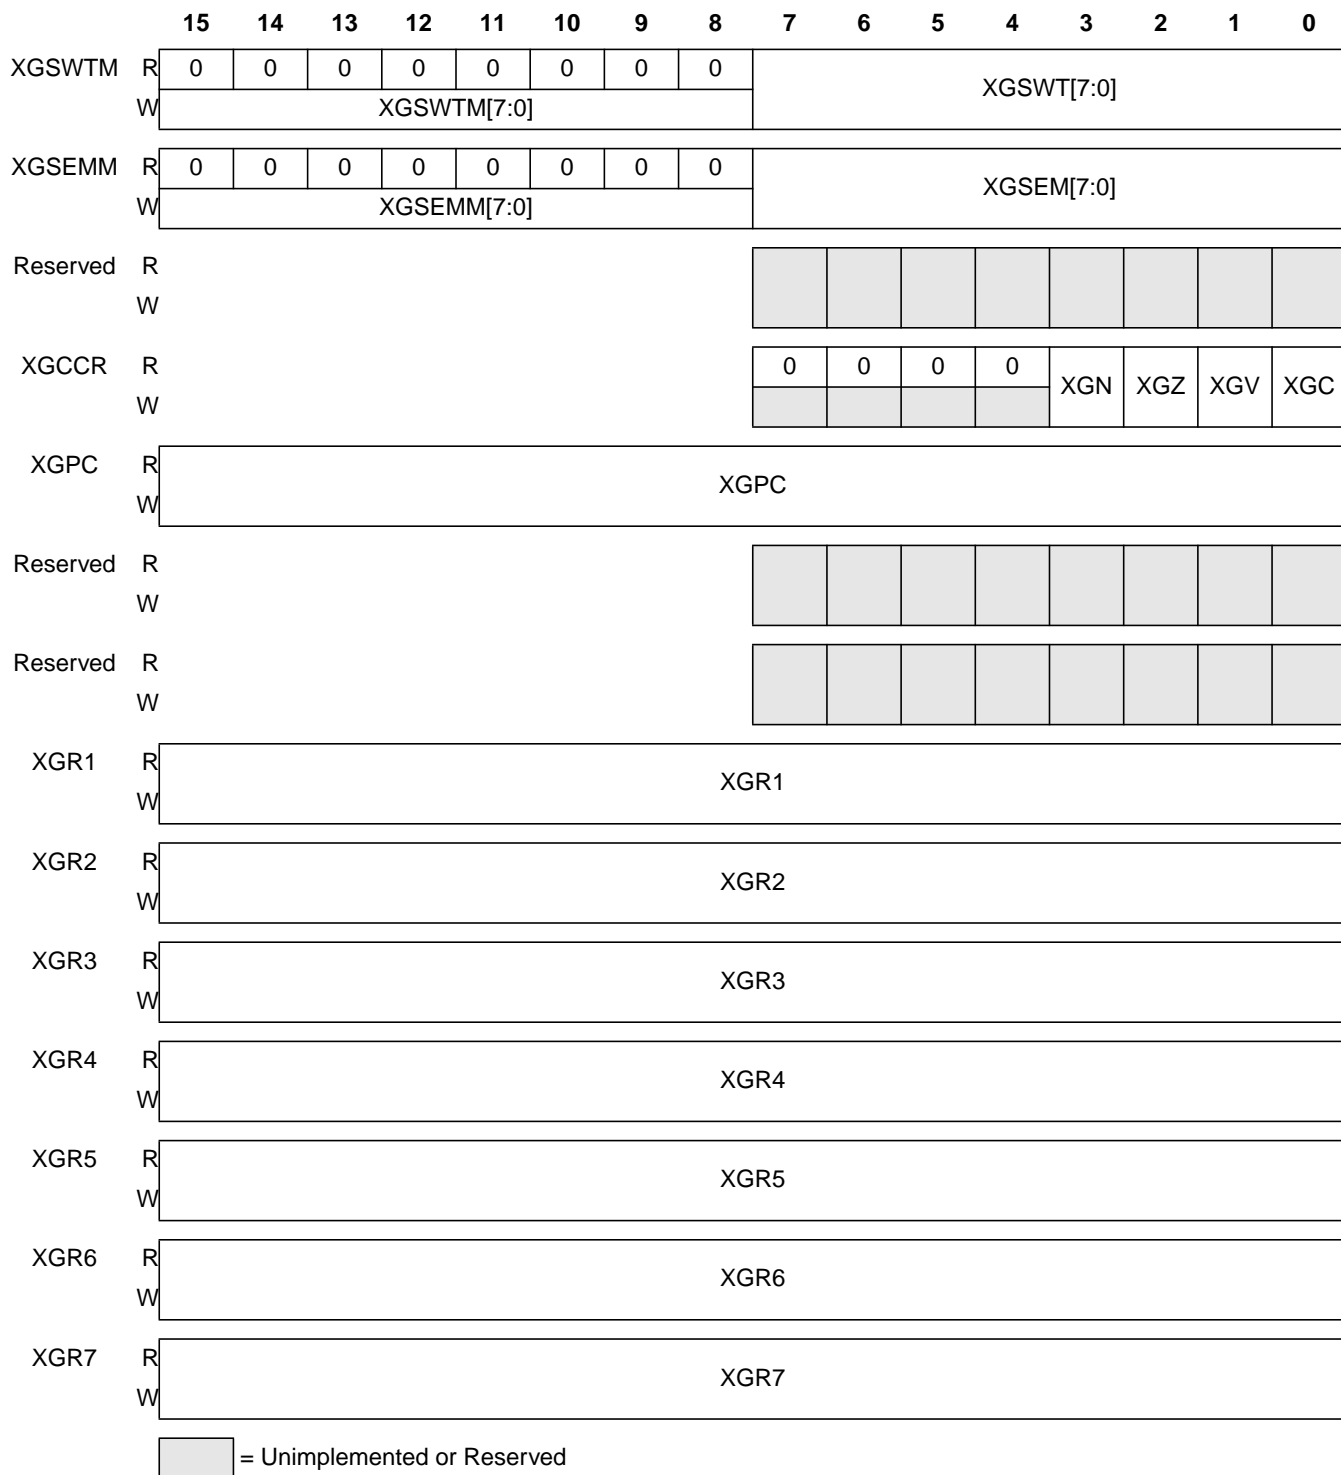 15 14 13 12 11 10 9 8 7 6 5 4 3 2 1 0
XGSWTM R 0 0 0 0 0 0 0 0 XGSWT[7:0]
W XGSWTM[7:0]
XGSEMM R 0 0 0 0 0 0 0 0 XGSEM[7:0]
W XGSEMM[7:0]
Reserved R
W
XGCCR R 0 0 0 0 XGN XGZ XGV XGC
W
XGPC R XGPC
W
Reserved R
W
Reserved R
W
XGR1 R XGR1
W
XGR2 R XGR2
W
XGR3 R XGR3
W
XGR4 R XGR4
W
XGR5 R XGR5
W
XGR6 R XGR6
W
XGR7 R XGR7
W
= Unimplemented or Reserved